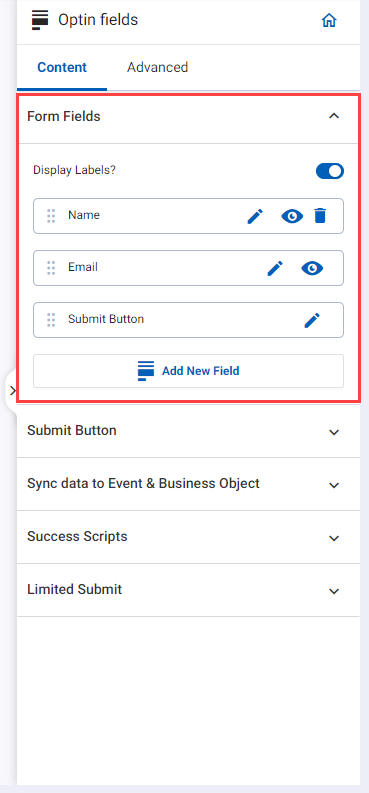 Optin fields
Content
Advanced
Form Fields
Display Labels?
Name
Email
Submit Button
Add New Field
Submit Button
Sync data to Event & Business Object
Success Scripts
Limited Submit